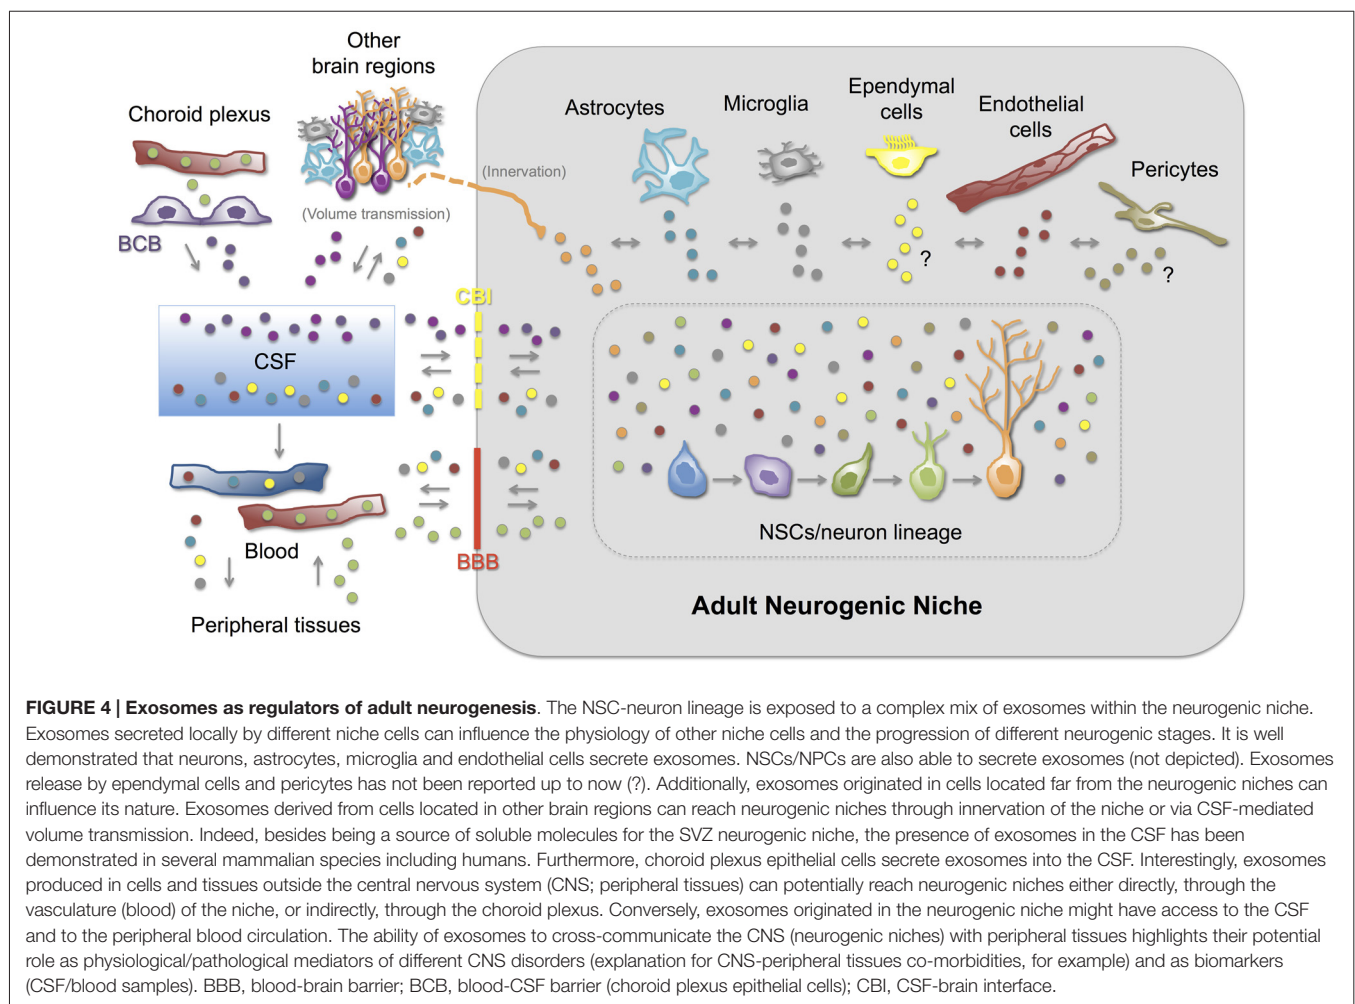 Other
brain regions
Choroid plexus
BCB
(Volume transmission)
(Innervation)
Astrocytes
Microglia
Ependymal
cells
Endothelial
cells
Pericytes
?
?
CBI
CSF
Blood
BBB
Peripheral tissues
NSCs/neuron lineage
Adult Neurogenic Niche
FIGURE 4 | Exosomes as regulators of adult neurogenesis. The NSC-neuron lineage is exposed to a complex mix of exosomes within the neurogenic niche.
Exosomes secreted locally by different niche cells can influence the physiology of other niche cells and the progression of different neurogenic stages. It is well
demonstrated that neurons, astrocytes, microglia and endothelial cells secrete exosomes. NSCs/NPCs are also able to secrete exosomes (not depicted). Exosomes
release by ependymal cells and pericytes has not been reported up to now (?). Additionally, exosomes originated in cells located far from the neurogenic niches can
influence its nature. Exosomes derived from cells located in other brain regions can reach neurogenic niches through innervation of the niche or via CSF-mediated
volume transmission. Indeed, besides being a source of soluble molecules for the SVZ neurogenic niche, the presence of exosomes in the CSF has been
demonstrated in several mammalian species including humans. Furthermore, choroid plexus epithelial cells secrete exosomes into the CSF. Interestingly, exosomes
produced in cells and tissues outside the central nervous system (CNS; peripheral tissues) can potentially reach neurogenic niches either directly, through the
vasculature (blood) of the niche, or indirectly, through the choroid plexus. Conversely, exosomes originated in the neurogenic niche might have access to the CSF
and to the peripheral blood circulation. The ability of exosomes to cross-communicate the CNS (neurogenic niches) with peripheral tissues highlights their potential
role as physiological/pathological mediators of different CNS disorders (explanation for CNS-peripheral tissues co-morbidities, for example) and as biomarkers
(CSF/blood samples). BBB, blood-brain barrier; BCB, blood-CSF barrier (choroid plexus epithelial cells); CBI, CSF-brain interface.